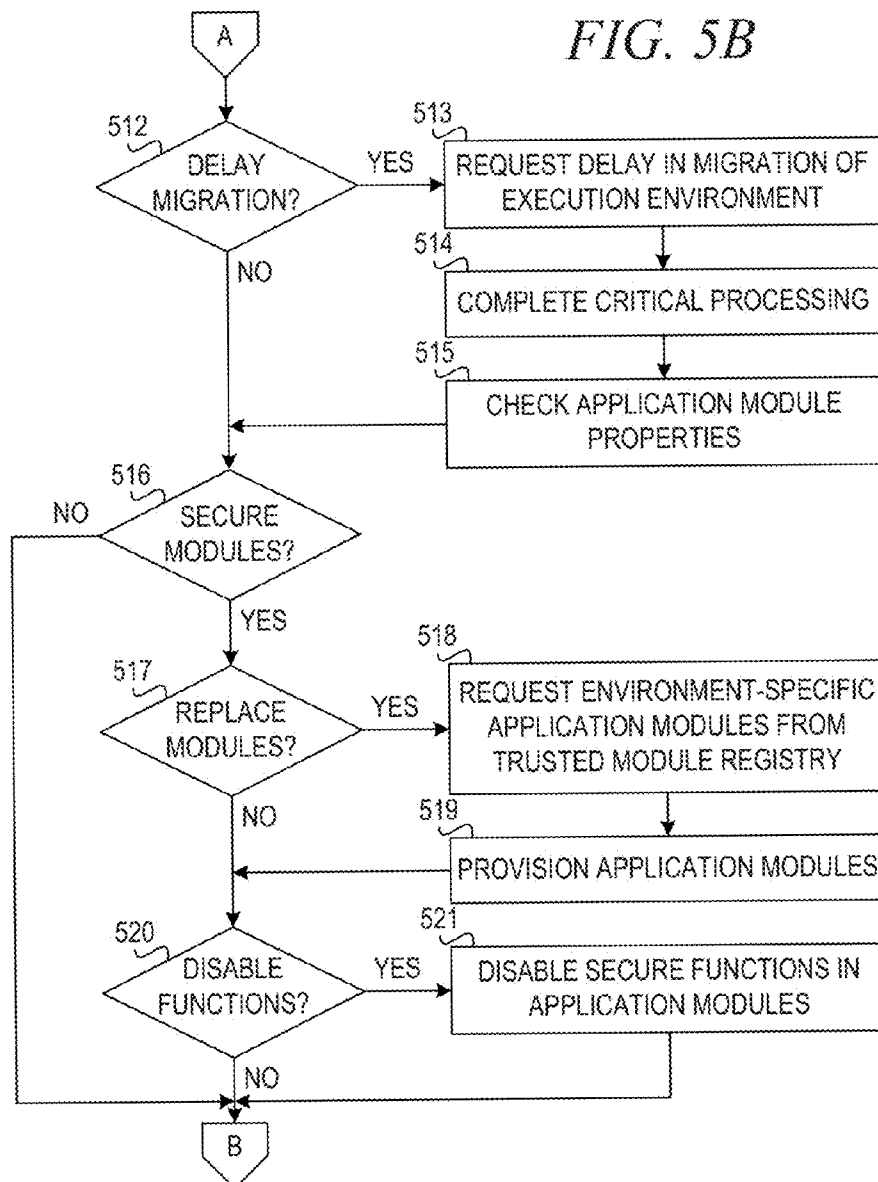 A
FIG. 5B
512
DELAY
MIGRATION?
YES
NO
513
REQUEST DELAY IN MIGRATION OF
EXECUTION ENVIRONMENT
514
COMPLETE CRITICAL PROCESSING
515
CHECK APPLICATION MODULE
PROPERTIES
516
NO
SECURE
MODULES?
YES
517
REPLACE
MODULES?
YES
NO
518
REQUEST ENVIRONMENT-SPECIFIC
APPLICATION MODULES FROM
TRUSTED MODULE REGISTRY
519
PROVISION APPLICATION MODULES
520
DISABLE
FUNCTIONS?
YES
NO
521
DISABLE SECURE FUNCTIONS IN
APPLICATION MODULES
B